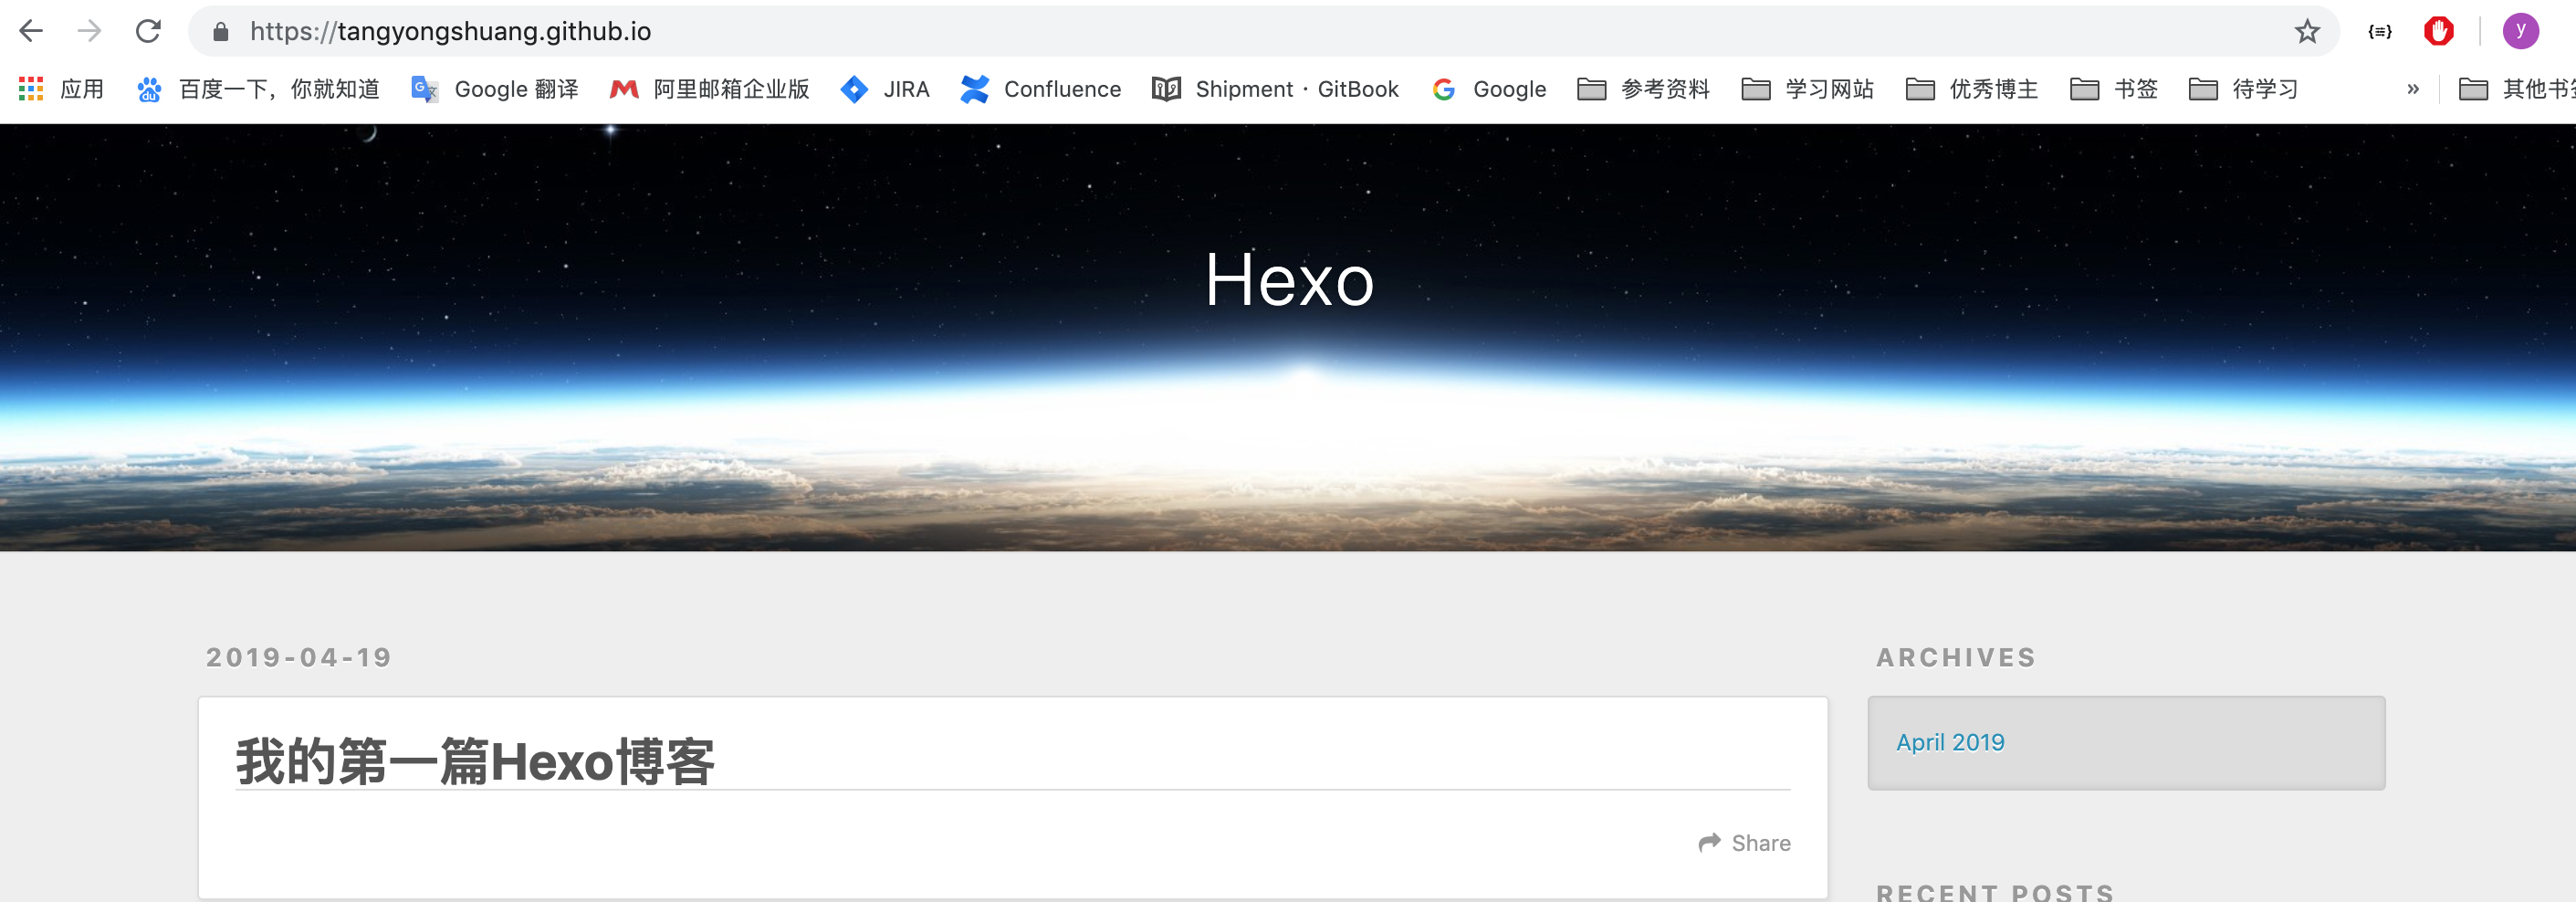 https://tangyongshuang.github.io
y
应用 百度一下，你就知道 Google 翻译 阿里邮箱企业版 JIRA Confluence Shipment · GitBook Google 参考资料 学习网站 优秀博主 书签 待学习 » 其他书签
Hexo
2019-04-19
ARCHIVES
我的第一篇Hexo博客
April 2019
Share
RECENT POSTS